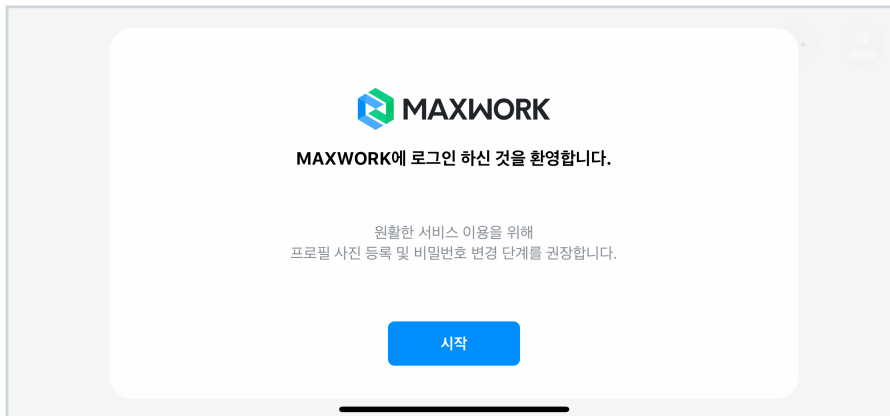 MAXWORK
MAXWORK에 로그인 하신 것을 환영합니다.
원활한 서비스 이용을 위해
프로필 사진 등록 및 비밀번호 변경 단계를 권장합니다.
시작